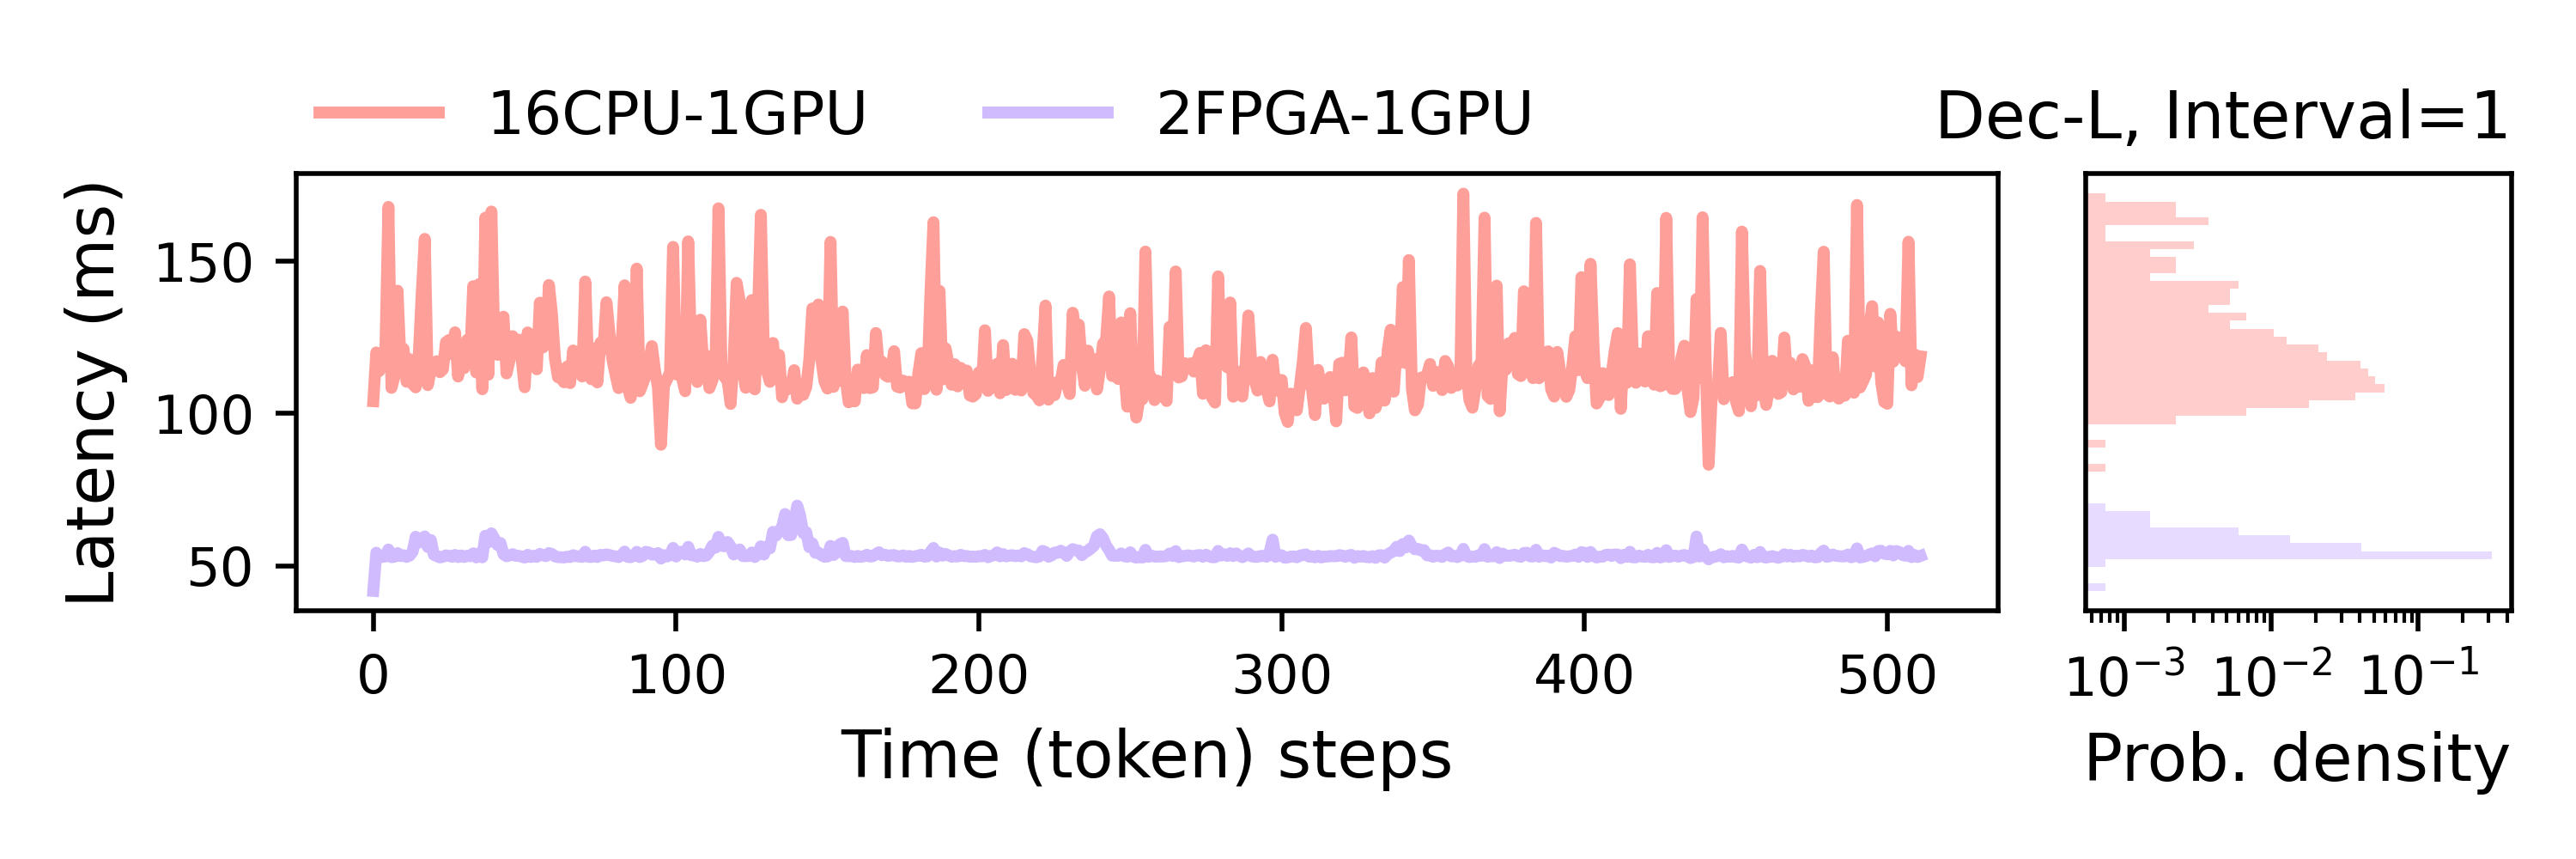 16CPU-1GPU 2FPGA-1GPU Dec-L, Interval=1
Latency (ms)
150
100
50
0 100 200 300 400 500
10⁻³ 10⁻² 10⁻¹
Time (token) steps
Prob. density